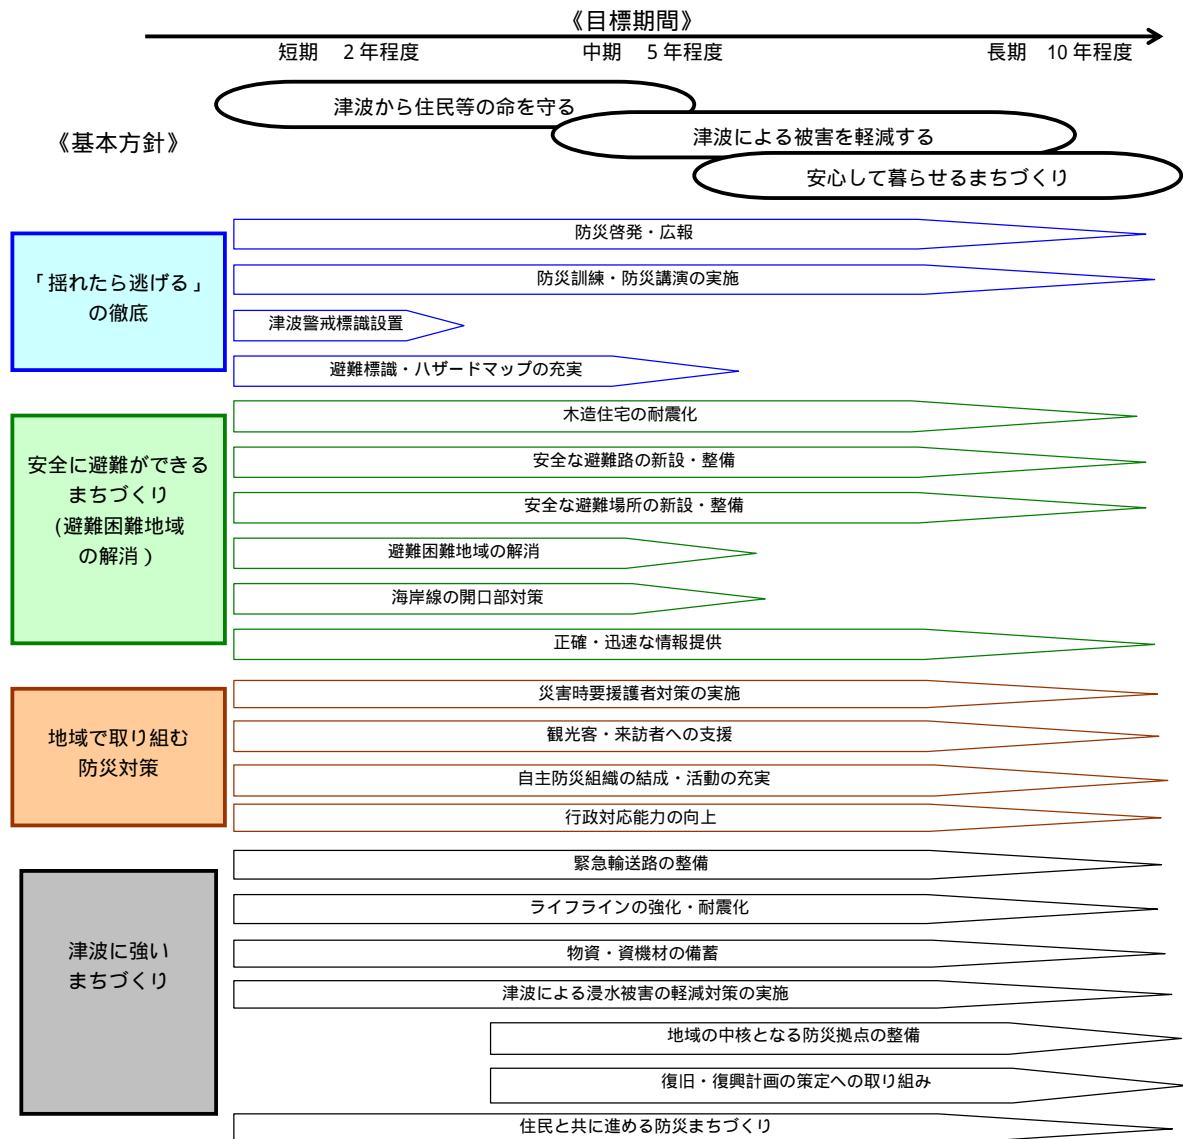 《目標期間》
短期　2年程度　中期　5年程度　長期　10年程度
津波から住民等の命を守る
《基本方針》
津波による被害を軽減する
安心して暮らせるまちづくり
「揺れたら逃げる」
の徹底
防災啓発・広報
防災訓練・防災講演の実施
津波警戒標識設置
避難標識・ハザードマップの充実
安全に避難ができる
まちづくり
(避難困難地域
の解消)
木造住宅の耐震化
安全な避難路の新設・整備
安全な避難場所の新設・整備
避難困難地域の解消
海岸線の開口部対策
正確・迅速な情報提供
地域で取り組む
防災対策
災害時要援護者対策の実施
観光客・来訪者への支援
自主防災組織の結成・活動の充実
行政対応能力の向上
津波に強い
まちづくり
緊急輸送路の整備
ライフラインの強化・耐震化
物資・資機材の備蓄
津波による浸水被害の軽減対策の実施
地域の中核となる防災拠点の整備
復旧・復興計画の策定への取り組み
住民と共に進める防災まちづくり